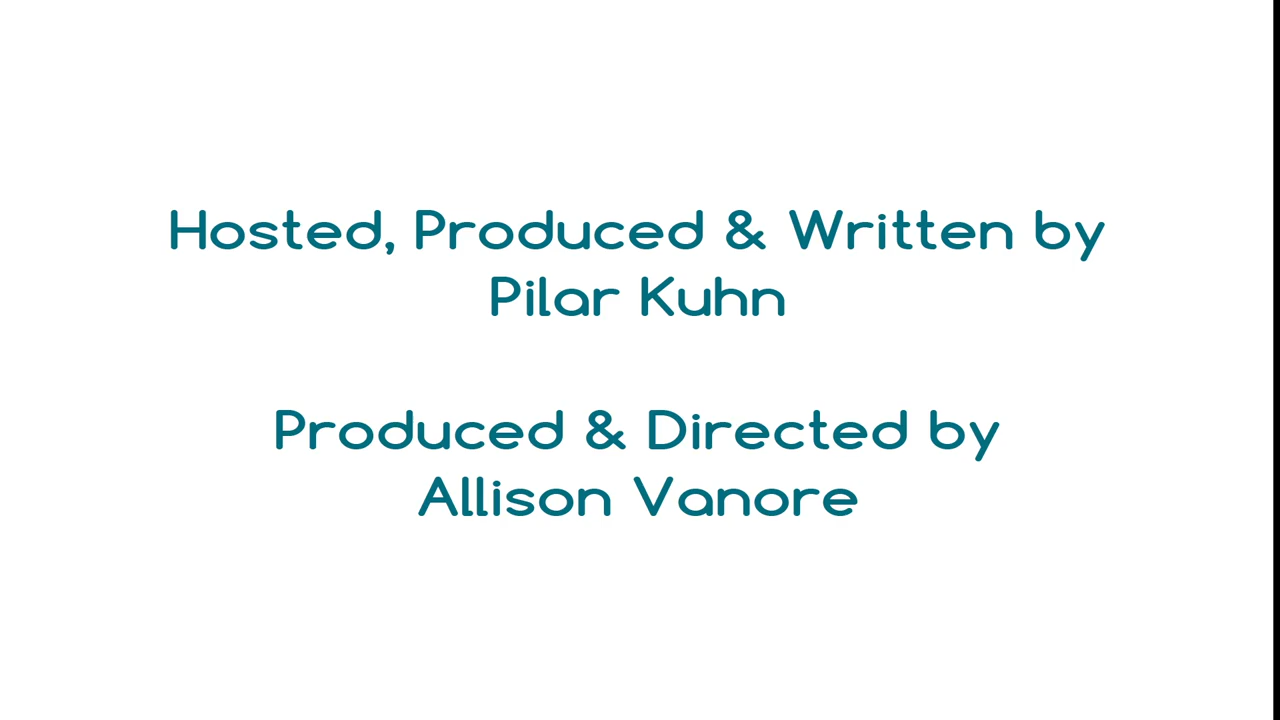 Hosted, Produced & Written by
Pilar Kuhn
Produced & Directed by
Allison Vanore